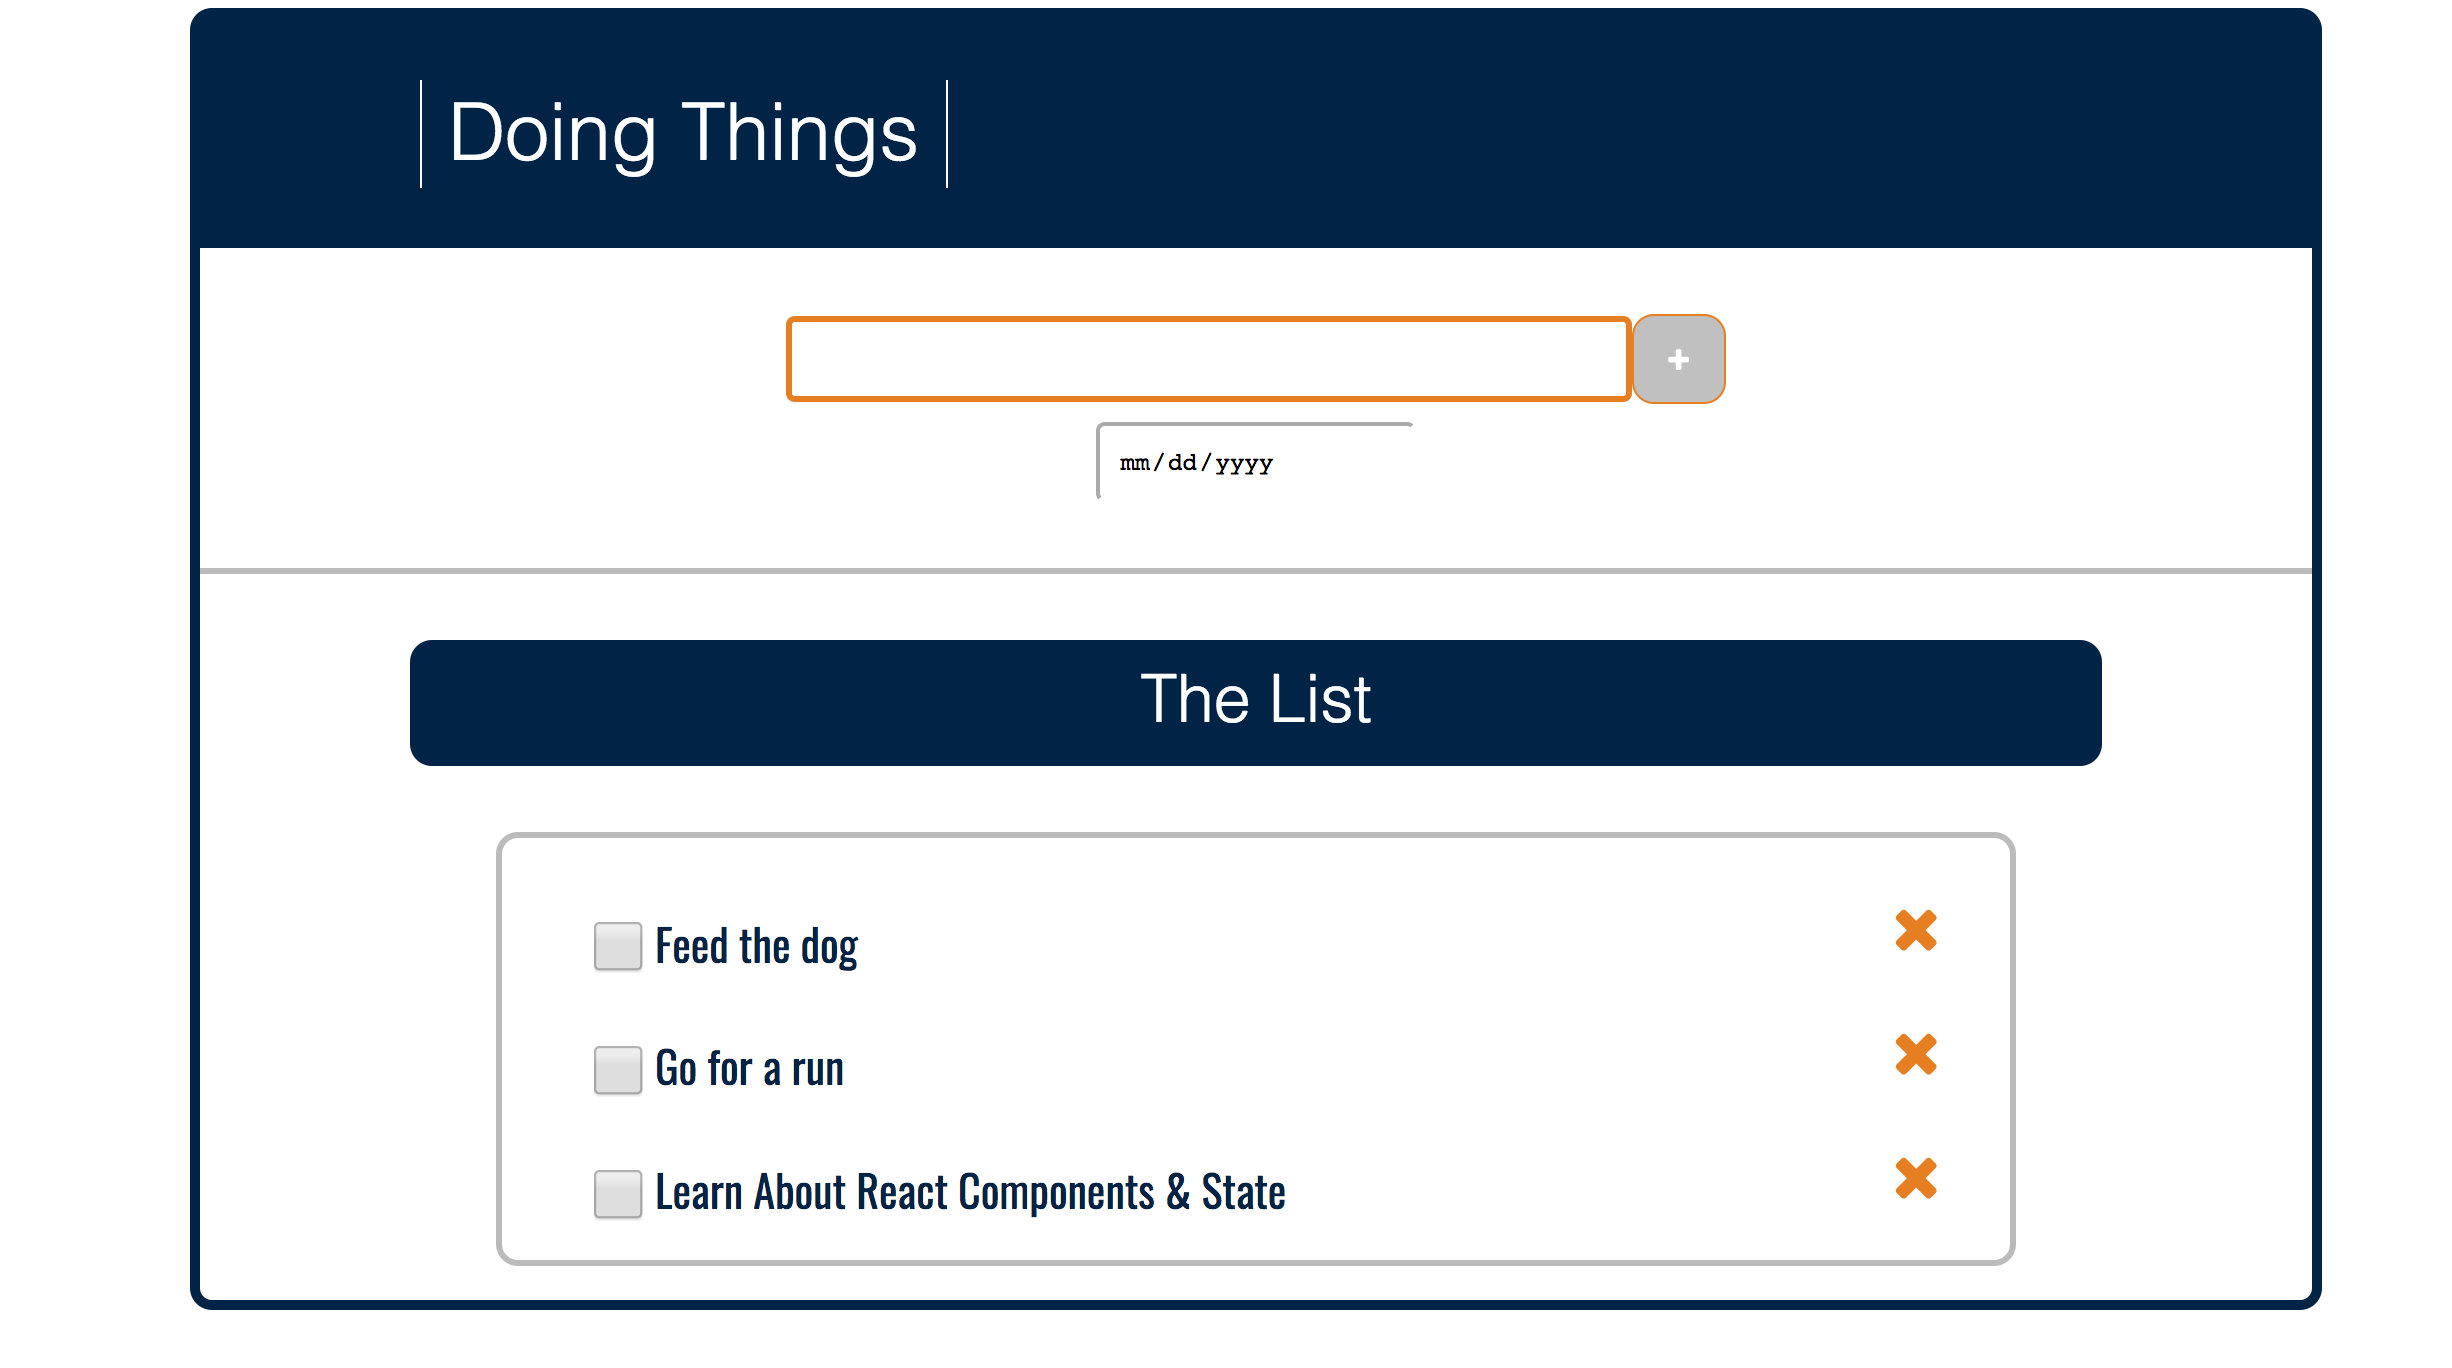 Doing Things
+
mm/dd/yyyy
The List
Feed the dog
Go for a run
Learn About React Components & State